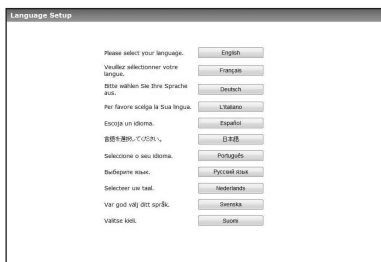 Language Setup
Please select your language.
English
Veuillez sélectionner votre
langue.
Français
Bitte wählen Sie Ihre Sprache
aus.
Deutsch
Per favore scelga la Sua lingua.
L'italiano
Escoja un idioma.
Español
言語を選択してください。
日本語
Seleccione o seu idioma.
Português
Выберите язык.
Русский язык
Selecteer uw taal.
Nederlands
Var god välj ditt språk.
Svenska
Valitse kieli.
Suomi